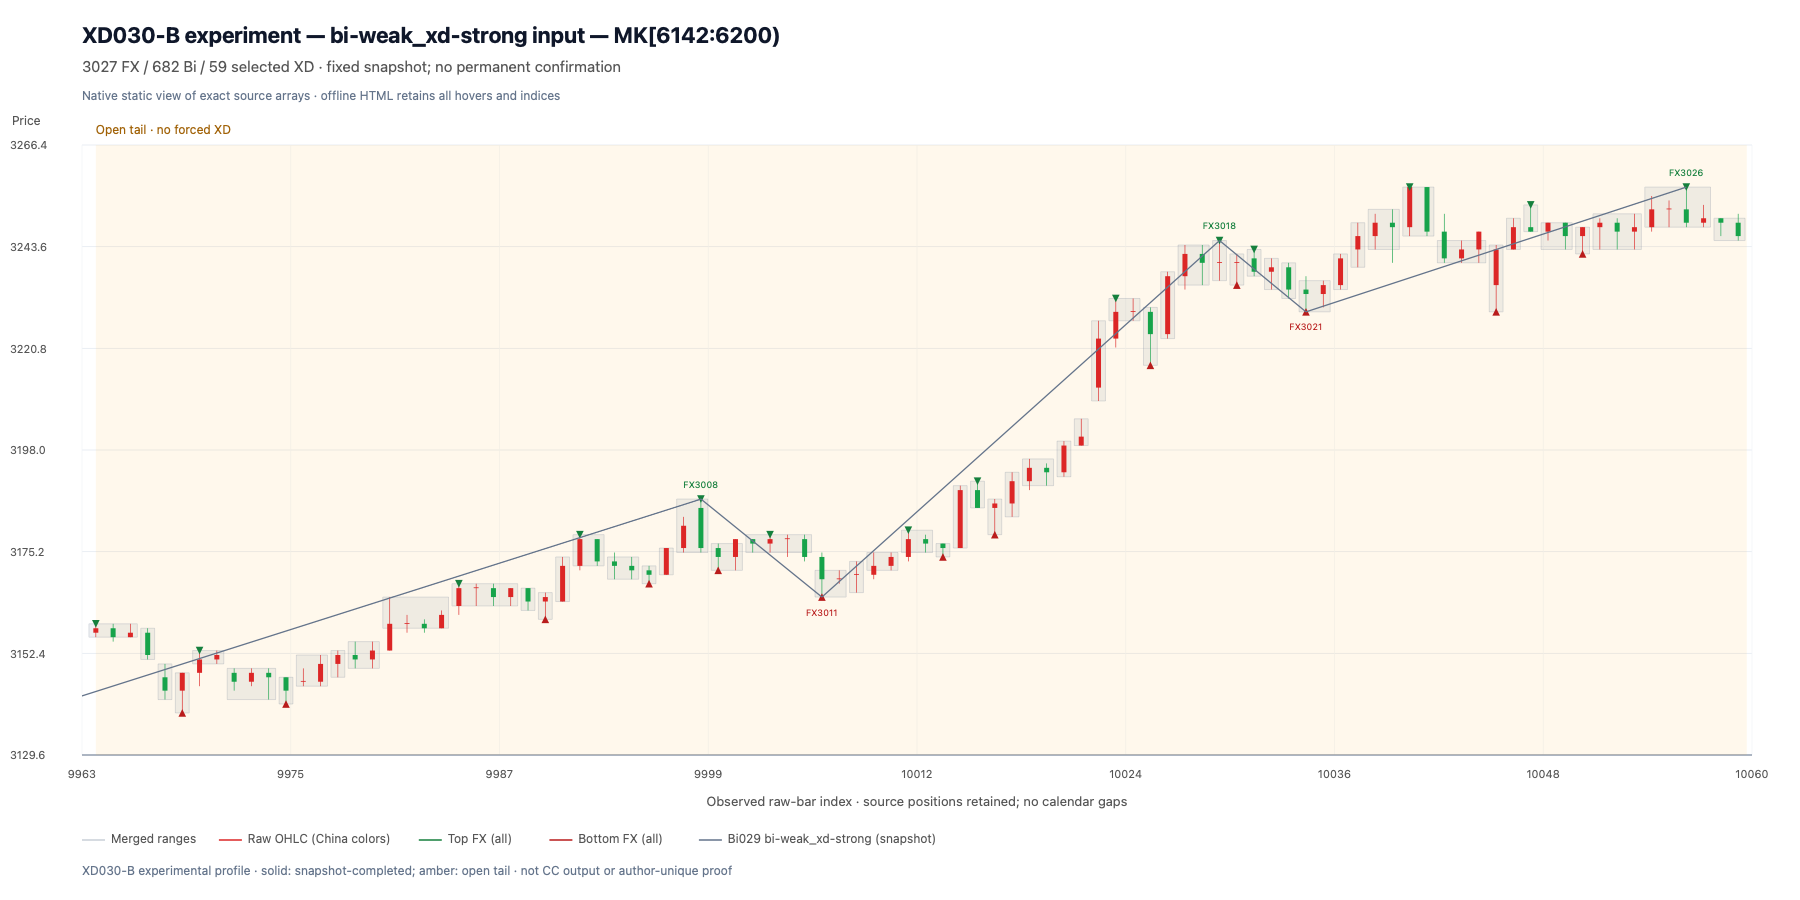 XD030-B experiment — bi-weak_xd-strong input — MK[6142:6200)
3027 FX / 682 Bi / 59 selected XD · fixed snapshot; no permanent confirmation
Native static view of exact source arrays · offline HTML retains all hovers and indices
Price
Open tail · no forced XD
3266.4
FX3026
FX3018
3243.6
FX3021
3220.8
3198.0
FX3008
3175.2
FX3011
3152.4
3129.6
9963 9975 9987 9999 10012 10024 10036 10048 10060
Observed raw-bar index · source positions retained; no calendar gaps
Merged ranges Raw OHLC (China colors) Top FX (all) Bottom FX (all) Bi029 bi-weak_xd-strong (snapshot)
XD030-B experimental profile · solid: snapshot-completed; amber: open tail · not CC output or author-unique proof